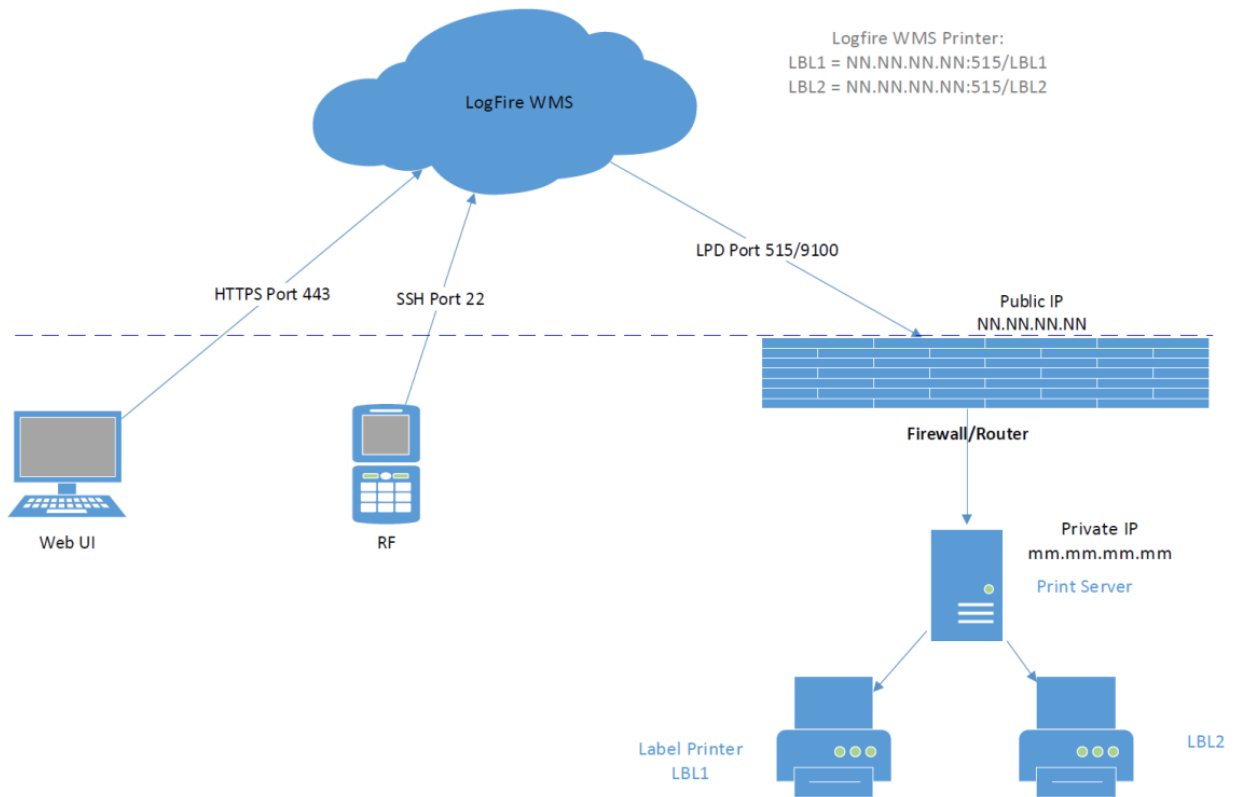 Logfire WMS Printer:
LBL1 = NN.NN.NN.NN:515/LBL1
LBL2 = NN.NN.NN.NN:515/LBL2
LogFire WMS
LPD Port 515/9100
HTTPS Port 443
SSH Port 22
Public IP
NN.NN.NN.NN
Firewall/Router
Web UI
RF
Private IP
mm.mm.mm.mm
Print Server
Label Printer
LBL1
LBL2